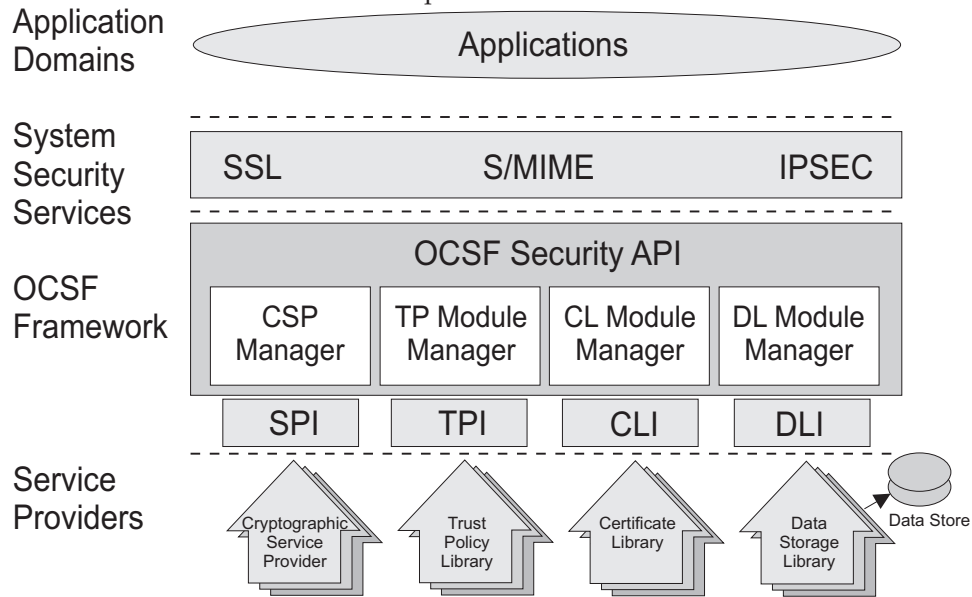 Application
Domains
Applications
System
Security
Services
SSL
S/MIME
IPSEC
OCSF
Framework
OCSF Security API
CSP
Manager
TP Module
Manager
CL Module
Manager
DL Module
Manager
SPI
TPI
CLI
DLI
Service
Providers
Cryptographic
Service
Provider
Trust
Policy
Library
Certificate
Library
Data
Storage
Library
Data Store